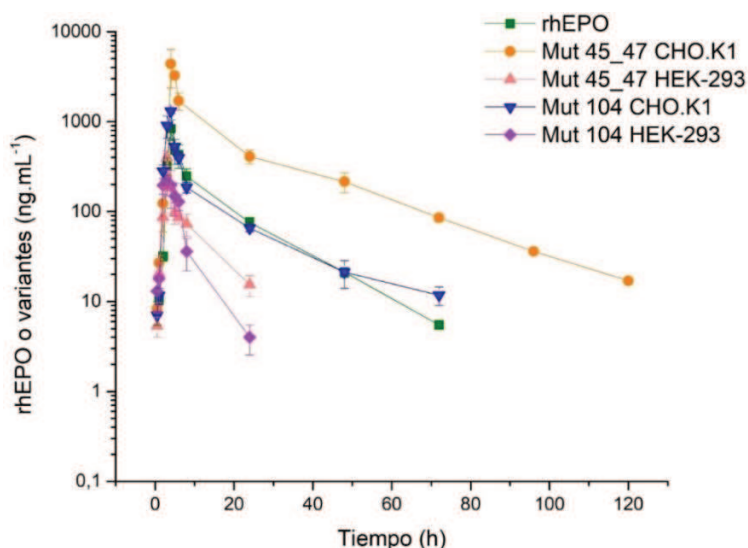 rhEPO
Mut 45_47 CHO.K1
Mut 45_47 HEK-293
Mut 104 CHO.K1
Mut 104 HEK-293
10000
1000
100
10
1
0,1
rhEPO o variantes (ng.mL⁻¹)
0 20 40 60 80 100 120
Tiempo (h)